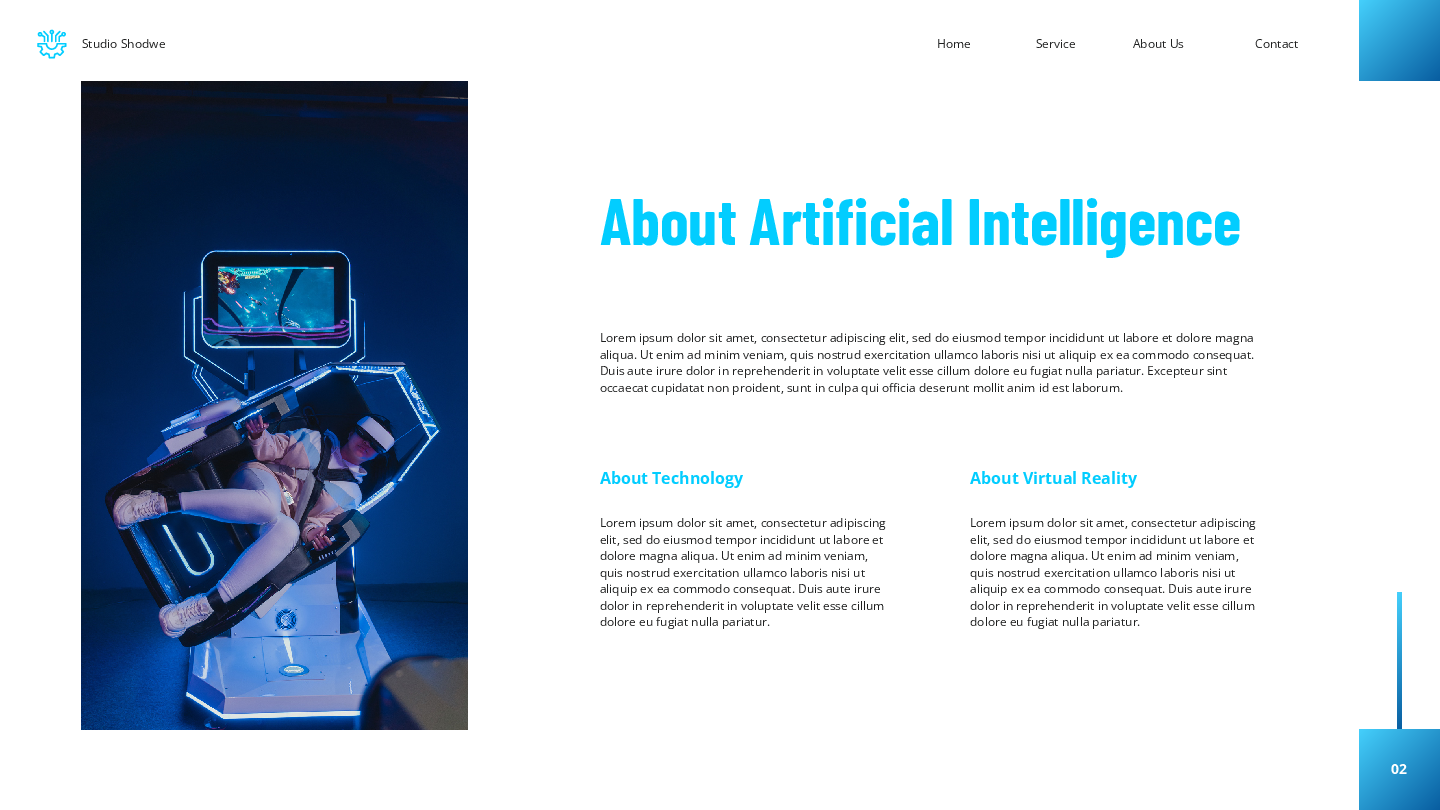 Studio Shodwe
Home
Service
About Us
Contact
About Artificial Intelligence
Lorem ipsum dolor sit amet, consectetur adipiscing elit, sed do eiusmod tempor incididunt ut labore et dolore magna
aliqua. Ut enim ad minim veniam, quis nostrud exercitation ullamco laboris nisi ut aliquip ex ea commodo consequat.
Duis aute irure dolor in reprehenderit in voluptate velit esse cillum dolore eu fugiat nulla pariatur. Excepteur sint
occaecat cupidatat non proident, sunt in culpa qui officia deserunt mollit anim id est laborum.
About Technology
Lorem ipsum dolor sit amet, consectetur adipiscing
elit, sed do eiusmod tempor incididunt ut labore et
dolore magna aliqua. Ut enim ad minim veniam,
quis nostrud exercitation ullamco laboris nisi ut
aliquip ex ea commodo consequat. Duis aute irure
dolor in reprehenderit in voluptate velit esse cillum
dolore eu fugiat nulla pariatur.
About Virtual Reality
Lorem ipsum dolor sit amet, consectetur adipiscing
elit, sed do eiusmod tempor incididunt ut labore et
dolore magna aliqua. Ut enim ad minim veniam,
quis nostrud exercitation ullamco laboris nisi ut
aliquip ex ea commodo consequat. Duis aute irure
dolor in reprehenderit in voluptate velit esse cillum
dolore eu fugiat nulla pariatur.
02